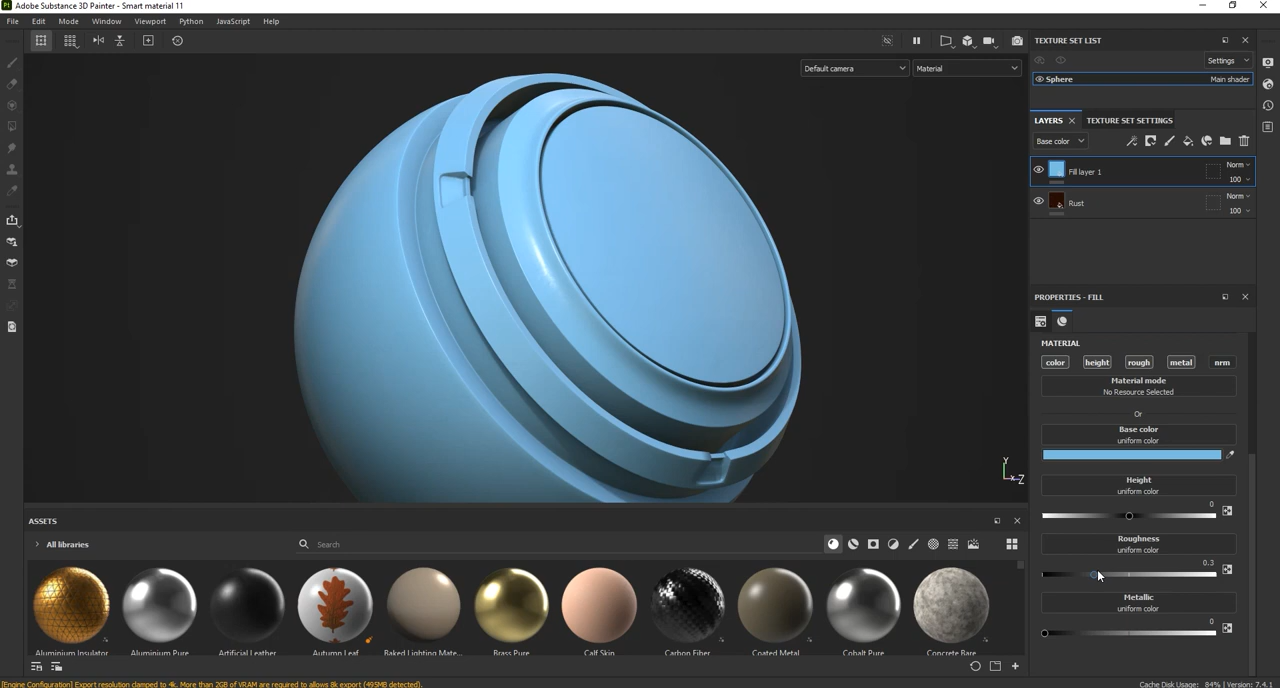 Pt Adobe Substance 3D Painter - Smart material 11
File Edit Mode Window Viewport Python JavaScript Help
Default camera Material
TEXTURE SET LIST
Settings
Sphere Main shader
LAYERS TEXTURE SET SETTINGS
Base color
Fill layer 1 Norm
100
Rust Norm
100
PROPERTIES - FILL
MATERIAL
color height rough metal nrm
Material mode
No Resource Selected
Or
Base color
uniform color
Height
uniform color
0
Roughness
uniform color
0.3
Metallic
uniform color
0
Y
X Z
ASSETS
All libraries Search
Aluminium Insulator Aluminium Pure Artificial Leather Autumn Leaf Baked Lighting Mate... Brass Pure Calf Skin Carbon Fiber Coated Metal Cobalt Pure Concrete Bare
[Engine Configuration] Export resolution clamped to 4k. More than 2GB of VRAM are required to allows 8k export (495MB detected). Cache Disk Usage: 84% | Version: 7.4.1